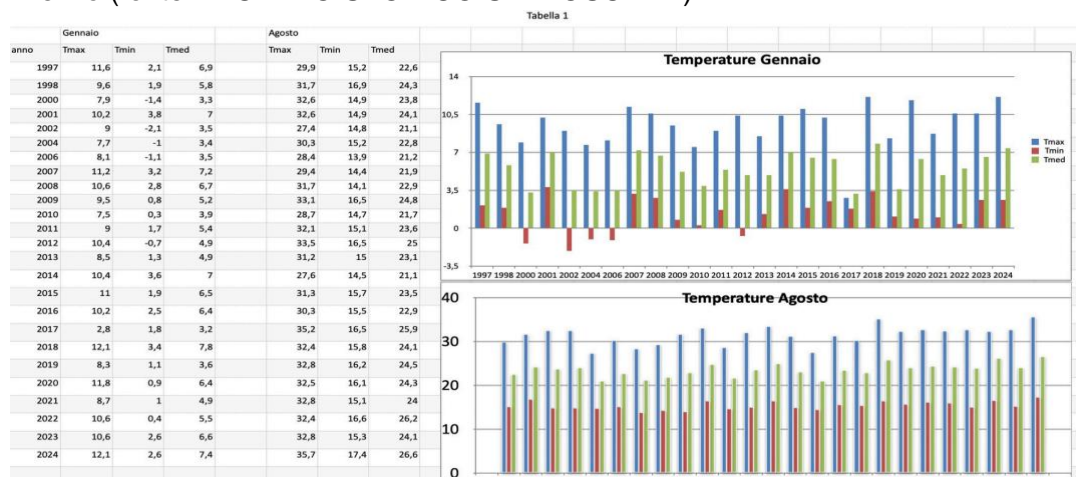 Tabella 1
Gennaio Agosto
anno Tmax Tmin Tmed Tmax Tmin Tmed
1997 11,6 2,1 6,9 29,9 15,2 22,6
1998 9,6 1,9 5,8 31,7 16,9 24,3
2000 7,9 -1,4 3,3 32,6 14,9 23,8
2001 10,2 3,8 7 32,6 14,9 24,1
2002 9 -2,1 3,5 27,4 14,8 21,1
2004 7,7 -1 3,4 30,3 15,2 22,8
2006 8,1 -1,1 3,5 28,4 13,9 21,2
2007 11,2 3,2 7,2 29,4 14,4 21,9
2008 10,6 2,8 6,7 31,7 14,1 22,9
2009 9,5 0,8 5,2 33,1 16,5 24,8
2010 7,5 0,3 3,9 28,7 14,7 21,7
2011 9 1,7 5,4 32,1 15,1 23,6
2012 10,4 -0,7 4,9 33,5 16,5 25
2013 8,5 1,3 4,9 31,2 15 23,1
2014 10,4 3,6 7 27,6 14,5 21,1
2015 11 1,9 6,5 31,3 15,7 23,5
2016 10,2 2,5 6,4 30,3 15,5 22,9
2017 2,8 1,8 3,2 35,2 16,5 25,9
2018 12,1 3,4 7,8 32,4 15,8 24,1
2019 8,3 1,1 3,6 32,8 16,2 24,5
2020 11,8 0,9 6,4 32,5 16,1 24,3
2021 8,7 1 4,9 32,8 15,1 24
2022 10,6 0,4 5,5 32,4 16,6 26,2
2023 10,6 2,6 6,6 32,8 15,3 24,1
2024 12,1 2,6 7,4 35,7 17,4 26,6
Temperature Gennaio
14
10,5
7
3,5
0
-3,5
1997 1998 2000 2001 2002 2004 2006 2007 2008 2009 2010 2011 2012 2013 2014 2015 2016 2017 2018 2019 2020 2021 2022 2023 2024
Tmax
Tmin
Tmed
Temperature Agosto
40
30
20
10
0